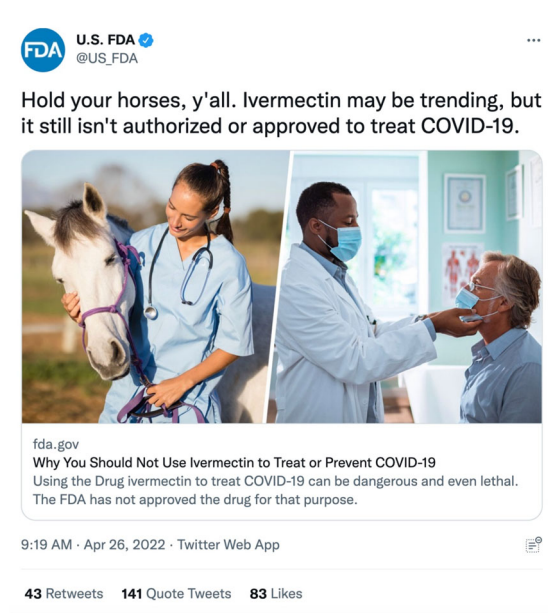 FDA
U.S. FDA
@US_FDA
Hold your horses, y'all. Ivermectin may be trending, but
it still isn't authorized or approved to treat COVID-19.
fda.gov
Why You Should Not Use Ivermectin to Treat or Prevent COVID-19
Using the Drug ivermectin to treat COVID-19 can be dangerous and even lethal.
The FDA has not approved the drug for that purpose.
9:19 AM · Apr 26, 2022 · Twitter Web App
43 Retweets 141 Quote Tweets 83 Likes